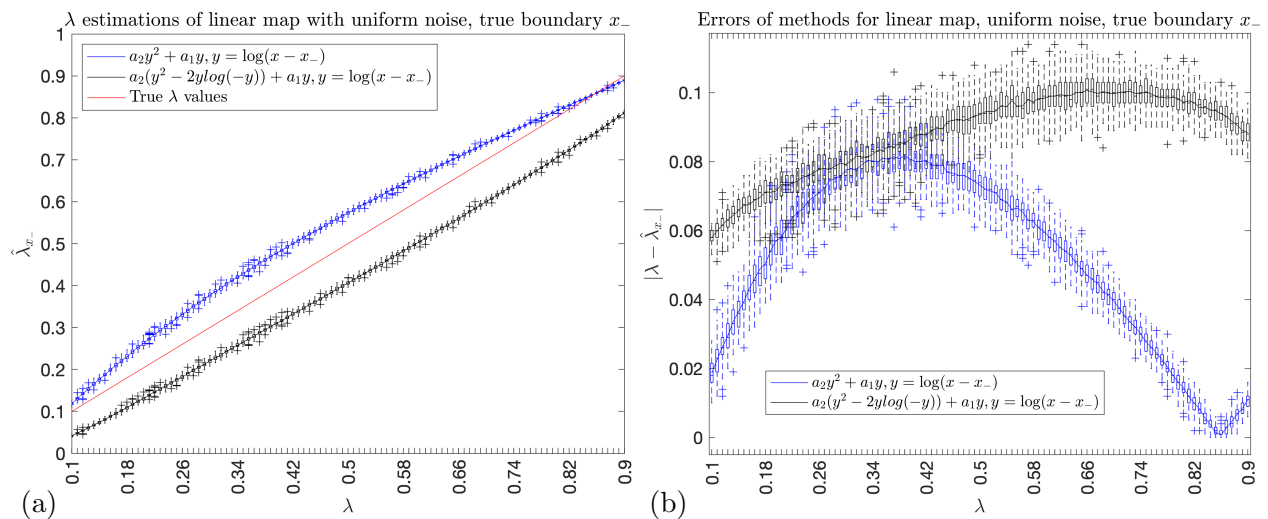 λ estimations of linear map with uniform noise, true boundary x₋
1
0.9
0.8
0.7
0.6
0.5
0.4
0.3
0.2
0.1
0
λ̂ₓ₋
a₂y² + a₁y, y = log(x − x₋)
a₂(y² − 2ylog(−y)) + a₁y, y = log(x − x₋)
True λ values
0.1 0.18 0.26 0.34 0.42 0.5 0.58 0.66 0.74 0.82 0.9
λ
(a)
Errors of methods for linear map, uniform noise, true boundary x₋
0.1
0.08
0.06
0.04
0.02
0
|λ − λ̂ₓ₋|
a₂y² + a₁y, y = log(x − x₋)
a₂(y² − 2ylog(−y)) + a₁y, y = log(x − x₋)
0.1 0.18 0.26 0.34 0.42 0.5 0.58 0.66 0.74 0.82 0.9
λ
(b)